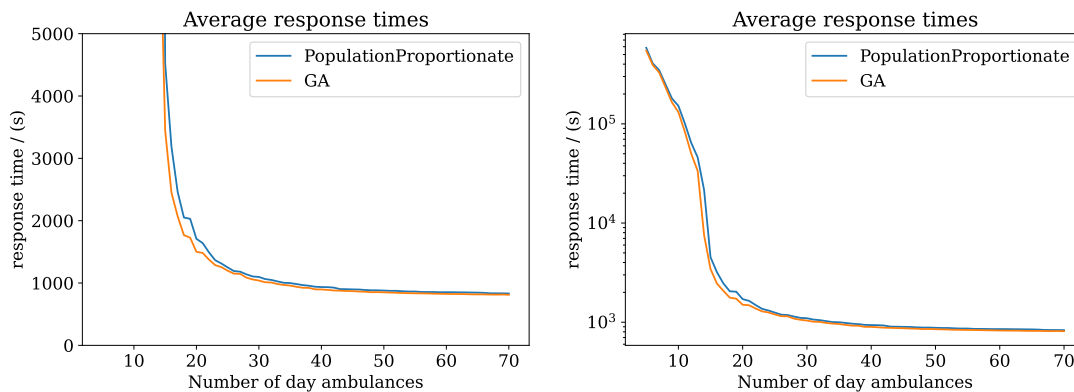 Average response times
5000
4000
3000
2000
1000
0
response time / (s)
PopulationProportionate
GA
10 20 30 40 50 60 70
Number of day ambulances
Average response times
10^5
10^4
10^3
response time / (s)
PopulationProportionate
GA
10 20 30 40 50 60 70
Number of day ambulances